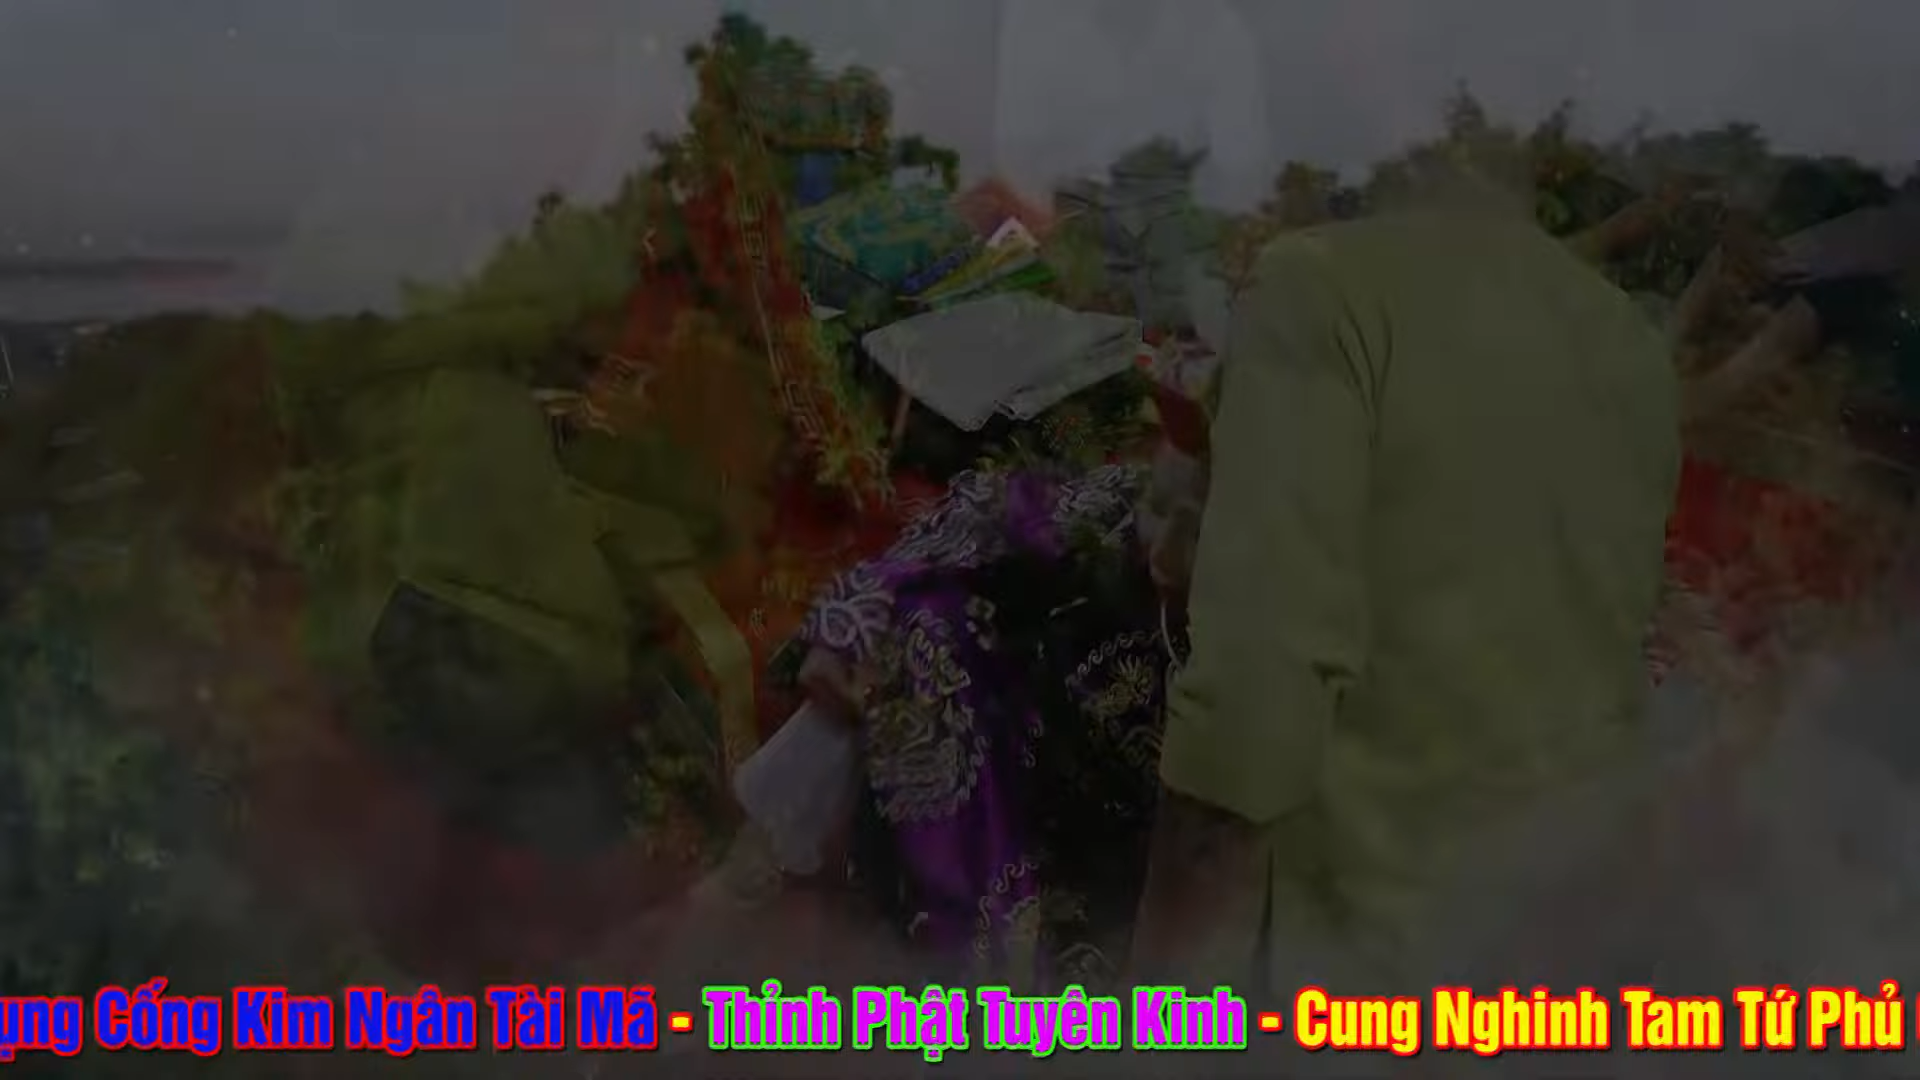 Cống Kim Ngân Tài Mã - Thỉnh Phật Tuyên Kinh - Cung Nghinh Tam Tứ Phủ